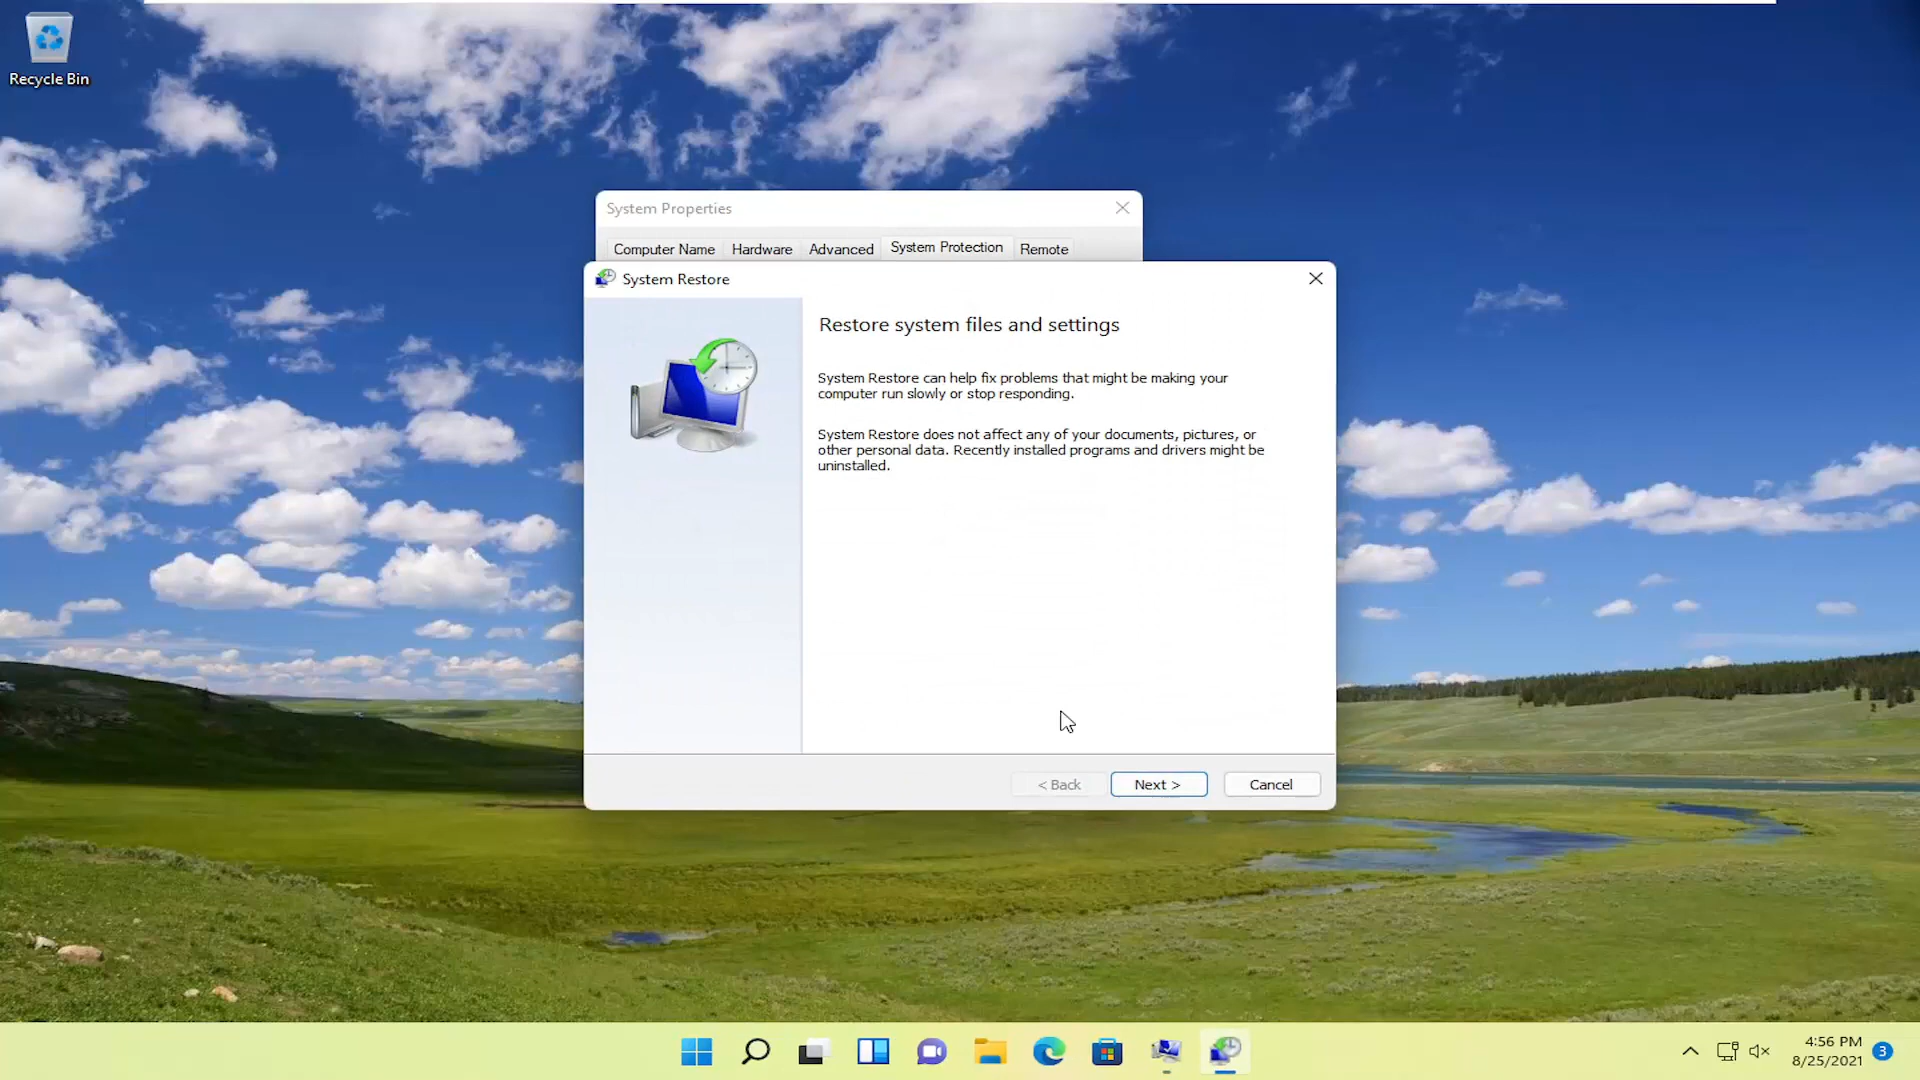 Recycle Bin
System Properties
Computer Name Hardware Advanced System Protection Remote
System Restore
Restore system files and settings
System Restore can help fix problems that might be making your
computer run slowly or stop responding.
System Restore does not affect any of your documents, pictures, or
other personal data. Recently installed programs and drivers might be
uninstalled.
< Back Next > Cancel
4:56 PM
8/25/2021
3